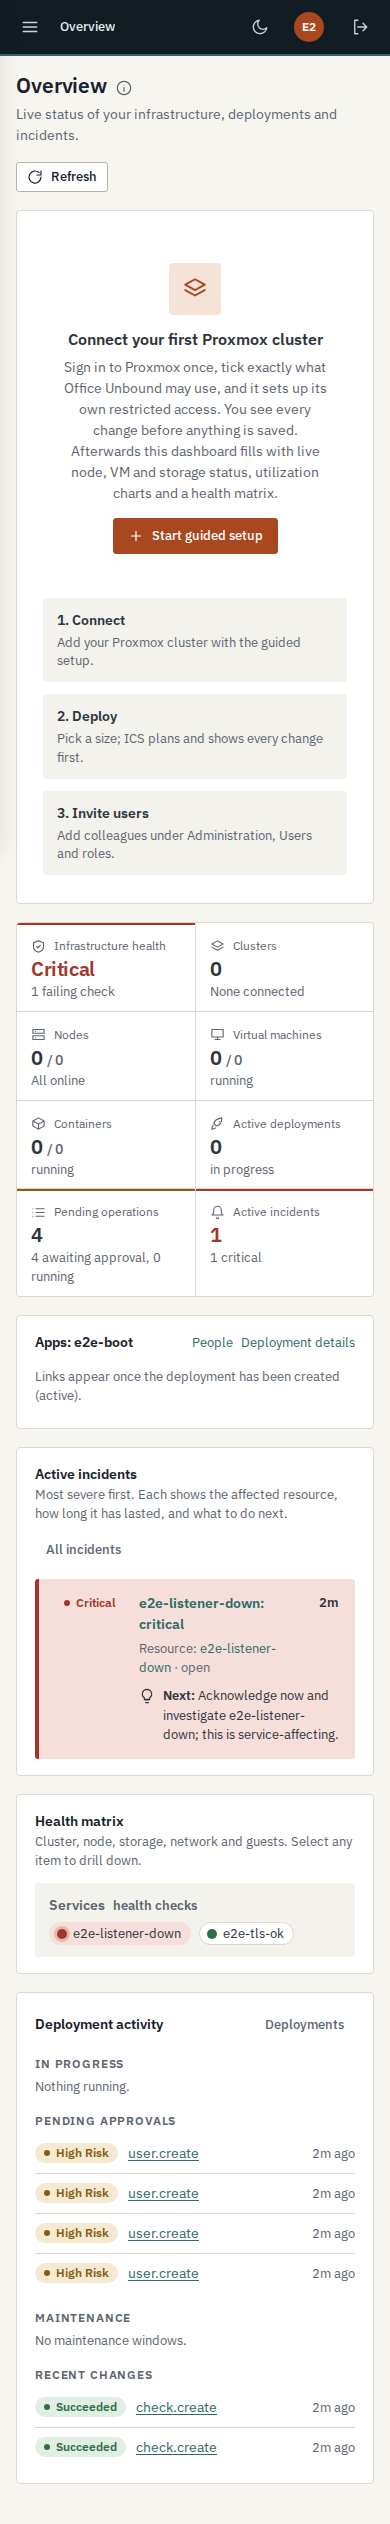 Overview
E2
Overview
Live status of your infrastructure, deployments and
incidents.
Refresh
Connect your first Proxmox cluster
Sign in to Proxmox once, tick exactly what
Office Unbound may use, and it sets up its
own restricted access. You see every
change before anything is saved.
Afterwards this dashboard fills with live
node, VM and storage status, utilization
charts and a health matrix.
Start guided setup
1. Connect
Add your Proxmox cluster with the guided
setup.
2. Deploy
Pick a size; ICS plans and shows every change
first.
3. Invite users
Add colleagues under Administration, Users
and roles.
Infrastructure health
Critical
1 failing check
Clusters
0
None connected
Nodes
0 / 0
All online
Virtual machines
0 / 0
running
Containers
0 / 0
running
Active deployments
0
in progress
Pending operations
4
4 awaiting approval, 0
running
Active incidents
1
1 critical
Apps: e2e-boot
People Deployment details
Links appear once the deployment has been created
(active).
Active incidents
Most severe first. Each shows the affected resource,
how long it has lasted, and what to do next.
All incidents
Critical
e2e-listener-down:
critical
2m
Resource: e2e-listener-
down · open
Next: Acknowledge now and
investigate e2e-listener-
down; this is service-affecting.
Health matrix
Cluster, node, storage, network and guests. Select any
item to drill down.
Services health checks
e2e-listener-down e2e-tls-ok
Deployment activity Deployments
IN PROGRESS
Nothing running.
PENDING APPROVALS
High Risk user.create 2m ago
High Risk user.create 2m ago
High Risk user.create 2m ago
High Risk user.create 2m ago
MAINTENANCE
No maintenance windows.
RECENT CHANGES
Succeeded check.create 2m ago
Succeeded check.create 2m ago